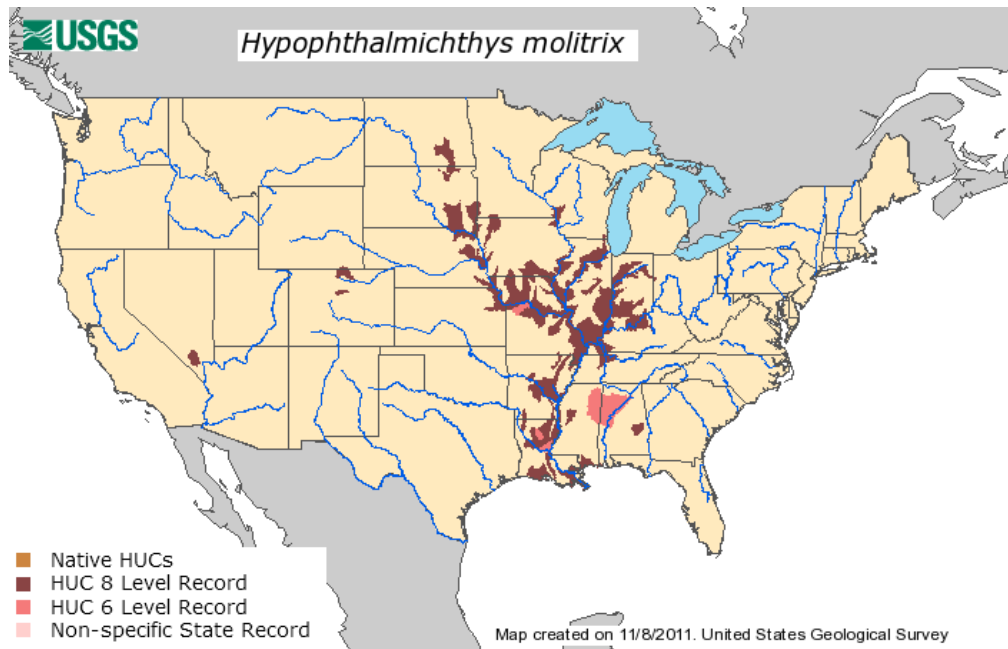 USGS
Hypophthalmichthys molitrix
Native HUCs
HUC 8 Level Record
HUC 6 Level Record
Non-specific State Record
Map created on 11/8/2011. United States Geological Survey